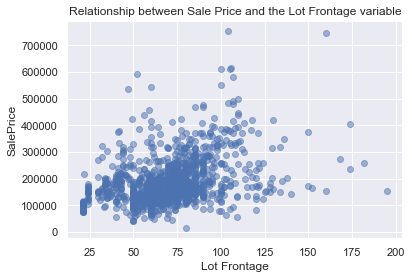 Relationship between Sale Price and the Lot Frontage variable
700000
600000
500000
400000
300000
200000
100000
0
SalePrice
25 50 75 100 125 150 175 200
Lot Frontage